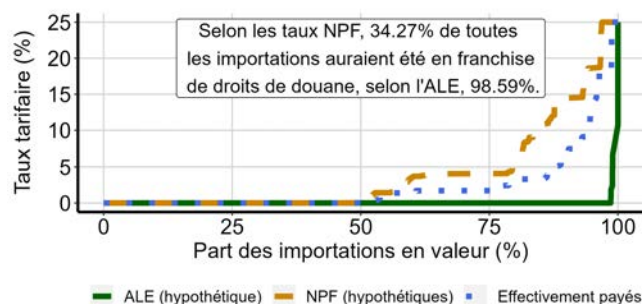 Selon les taux NPF, 34.27% de toutes
les importations auraient été en franchise
de droits de douane, selon l'ALE, 98.59%.
Taux tarifaire (%)
25
20
15
10
5
0
0 25 50 75 100
Part des importations en valeur (%)
ALE (hypothétique) NPF (hypothétiques) Effectivement payés